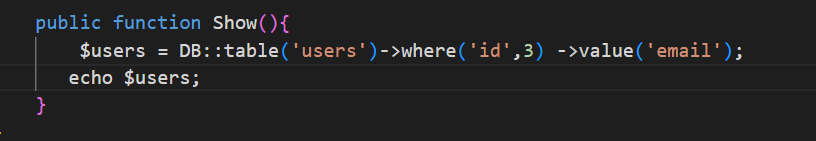 public function Show(){
$users = DB::table('users')->where('id',3) ->value('email');
echo $users;
}